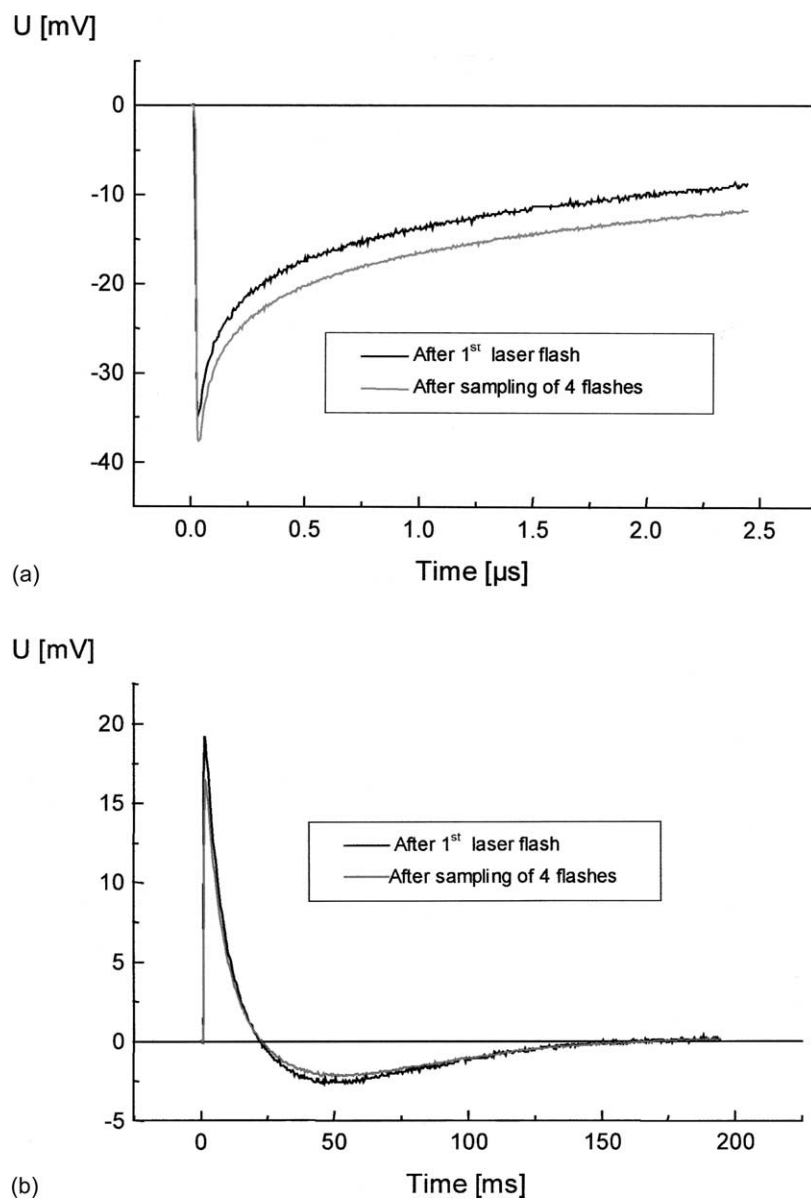 U [mV]
0
-10
-20
-30
-40
After 1st laser flash
After sampling of 4 flashes
0.0 0.5 1.0 1.5 2.0 2.5
Time [µs]
(a)
U [mV]
20
15
10
5
0
-5
After 1st laser flash
After sampling of 4 flashes
0 50 100 150 200
Time [ms]
(b)